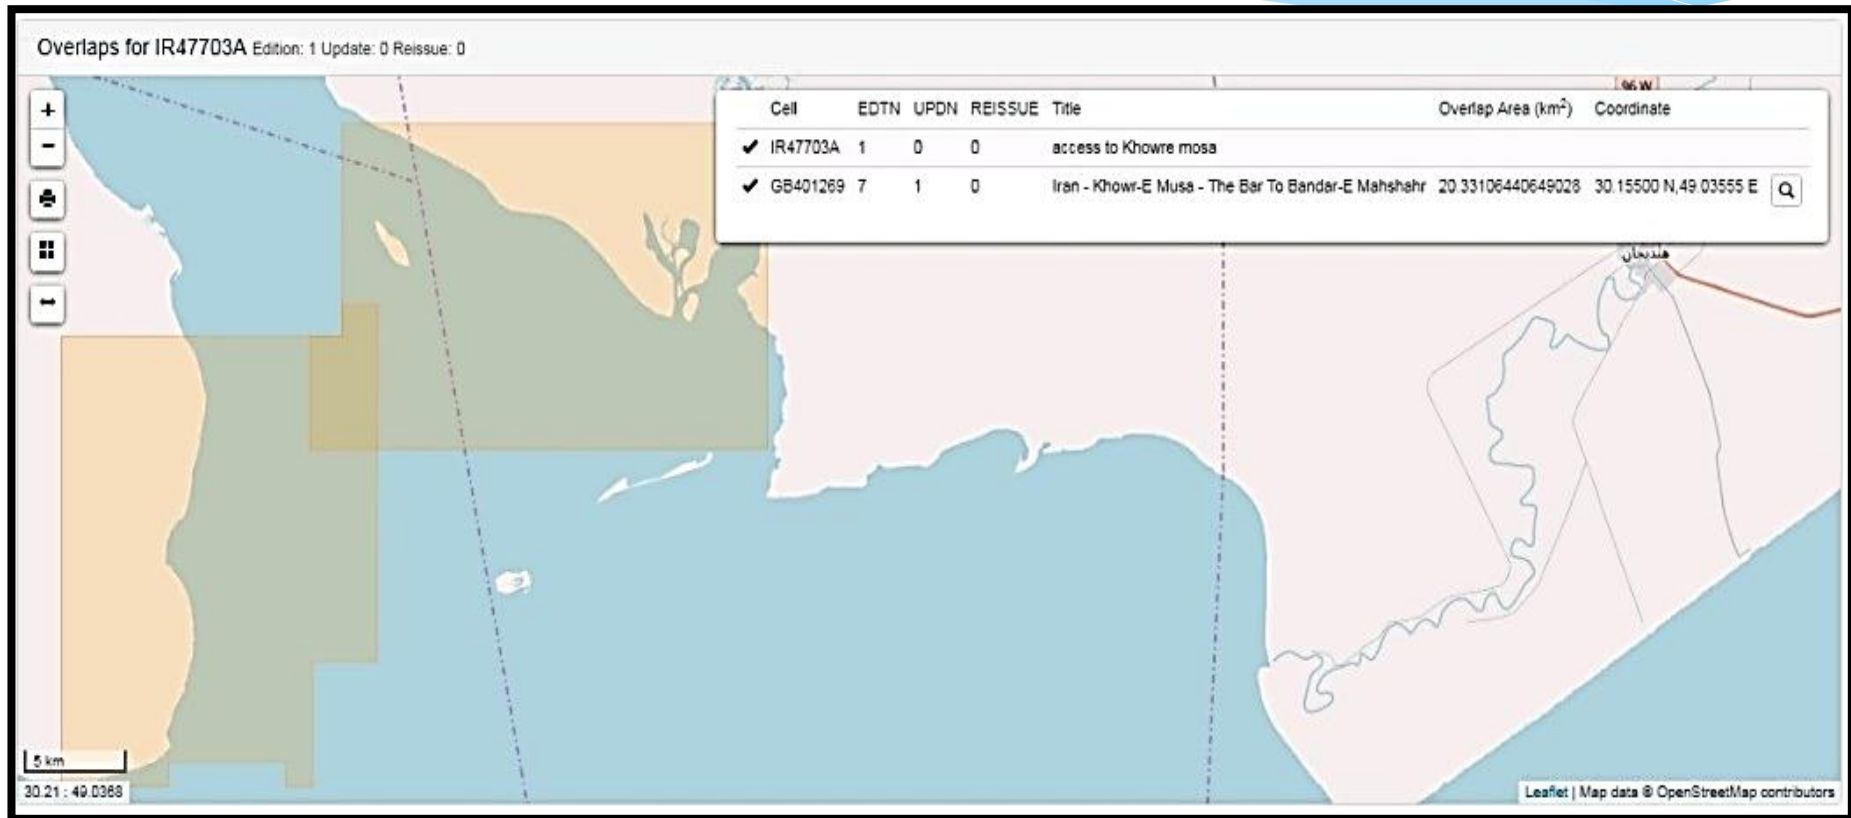 Overlaps for IR47703A Edition: 1 Update: 0 Reissue: 0
+
−
96 W
Cell EDTN UPDN REISSUE Title Overlap Area (km²) Coordinate
✔ IR47703A 1 0 0 access to Khowre mosa
✔ GB401269 7 1 0 Iran - Khowr-E Musa - The Bar To Bandar-E Mahshahr 20.33106440649028 30.15500 N,49.03555 E
هندیجان
5 km
30.21 : 49.0368
Leaflet | Map data © OpenStreetMap contributors